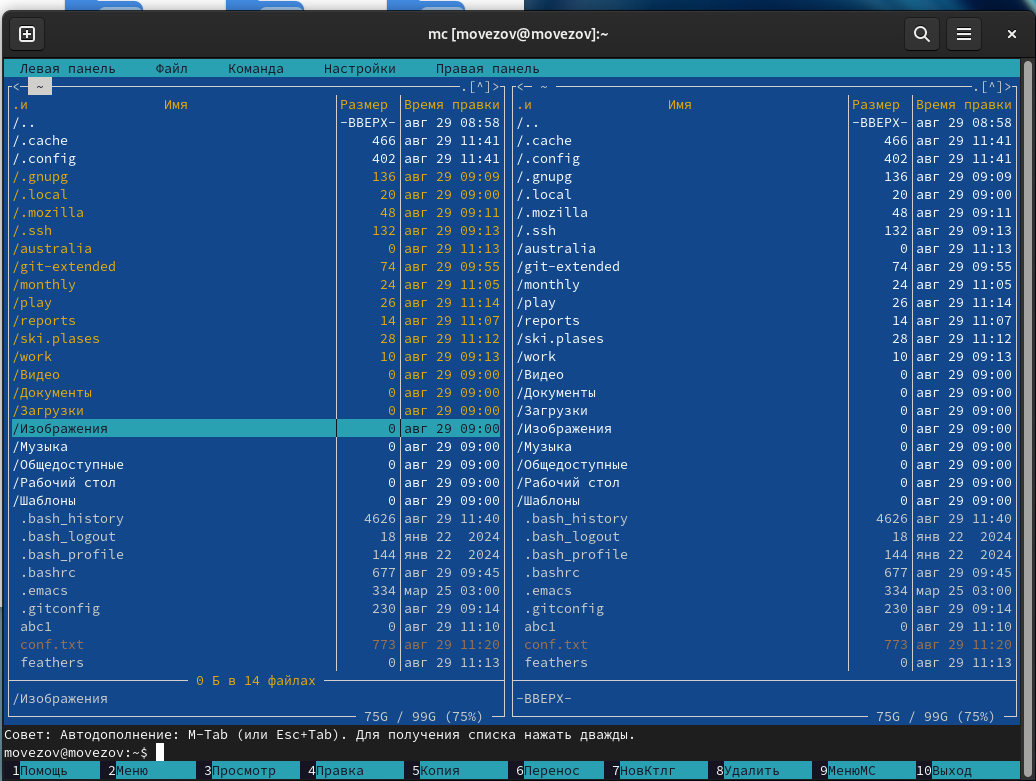 mc [movezov@movezov]:~
Левая панель Файл Команда Настройки Правая панель
<─ ~ .[^]> <─ ~ .[^]>
.и Имя Размер Время правки .и Имя Размер Время правки
/.. -ВВЕРХ- авг 29 08:58 /.. -ВВЕРХ- авг 29 08:58
/.cache 466 авг 29 11:41 /.cache 466 авг 29 11:41
/.config 402 авг 29 11:41 /.config 402 авг 29 11:41
/.gnupg 136 авг 29 09:09 /.gnupg 136 авг 29 09:09
/.local 20 авг 29 09:00 /.local 20 авг 29 09:00
/.mozilla 48 авг 29 09:11 /.mozilla 48 авг 29 09:11
/.ssh 132 авг 29 09:13 /.ssh 132 авг 29 09:13
/australia 0 авг 29 11:13 /australia 0 авг 29 11:13
/git-extended 74 авг 29 09:55 /git-extended 74 авг 29 09:55
/monthly 24 авг 29 11:05 /monthly 24 авг 29 11:05
/play 26 авг 29 11:14 /play 26 авг 29 11:14
/reports 14 авг 29 11:07 /reports 14 авг 29 11:07
/ski.plases 28 авг 29 11:12 /ski.plases 28 авг 29 11:12
/work 10 авг 29 09:13 /work 10 авг 29 09:13
/Видео 0 авг 29 09:00 /Видео 0 авг 29 09:00
/Документы 0 авг 29 09:00 /Документы 0 авг 29 09:00
/Загрузки 0 авг 29 09:00 /Загрузки 0 авг 29 09:00
/Изображения 0 авг 29 09:00 /Изображения 0 авг 29 09:00
/Музыка 0 авг 29 09:00 /Музыка 0 авг 29 09:00
/Общедоступные 0 авг 29 09:00 /Общедоступные 0 авг 29 09:00
/Рабочий стол 0 авг 29 09:00 /Рабочий стол 0 авг 29 09:00
/Шаблоны 0 авг 29 09:00 /Шаблоны 0 авг 29 09:00
.bash_history 4626 авг 29 11:40 .bash_history 4626 авг 29 11:40
.bash_logout 18 янв 22 2024 .bash_logout 18 янв 22 2024
.bash_profile 144 янв 22 2024 .bash_profile 144 янв 22 2024
.bashrc 677 авг 29 09:45 .bashrc 677 авг 29 09:45
.emacs 334 мар 25 03:00 .emacs 334 мар 25 03:00
.gitconfig 230 авг 29 09:14 .gitconfig 230 авг 29 09:14
abc1 0 авг 29 11:10 abc1 0 авг 29 11:10
conf.txt 773 авг 29 11:20 conf.txt 773 авг 29 11:20
feathers 0 авг 29 11:13 feathers 0 авг 29 11:13
0 Б в 14 файлах
/Изображения -ВВЕРХ-
75G / 99G (75%) 75G / 99G (75%)
Совет: Автодополнение: M-Tab (или Esc+Tab). Для получения списка нажать дважды.
movezov@movezov:~$
1Помощь 2Меню 3Просмотр 4Правка 5Копия 6Перенос 7НовКтлг 8Удалить 9МенюМС 10Выход